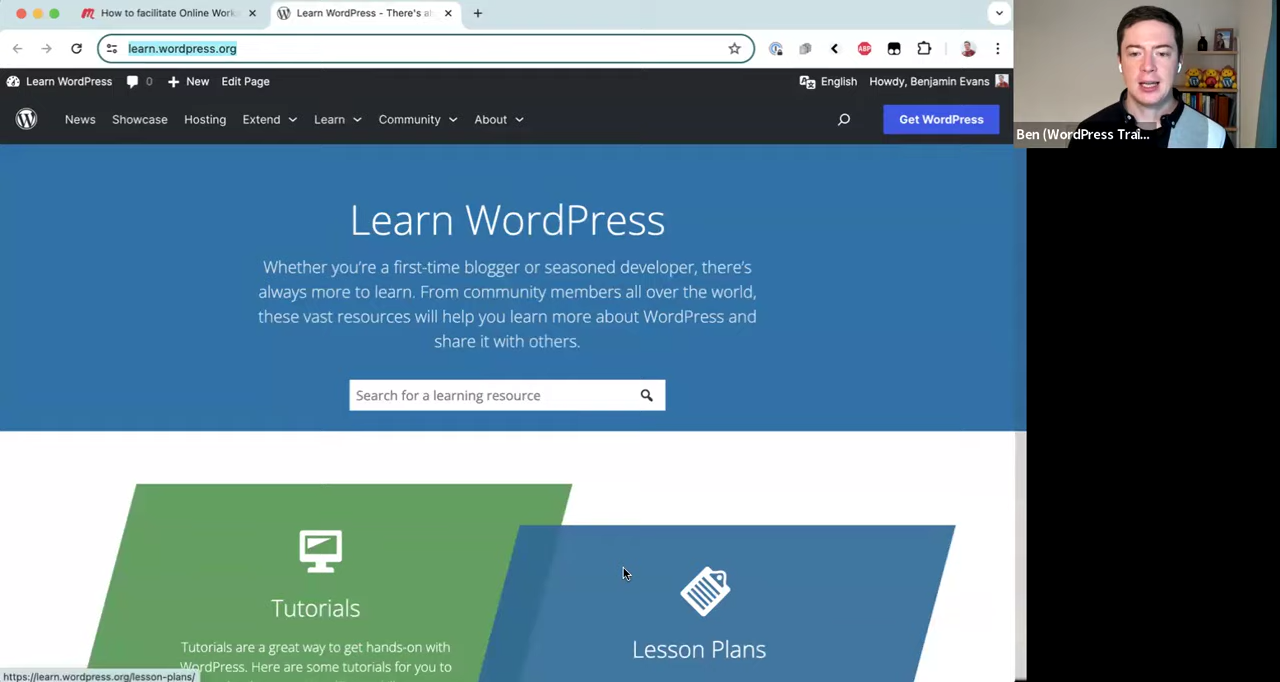 How to facilitate Online Work
Learn WordPress - There's al
learn.wordpress.org
ABP
Learn WordPress
0
New
Edit Page
English
Howdy, Benjamin Evans
News
Showcase
Hosting
Extend
Learn
Community
About
Get WordPress
Ben (WordPress Trai...
Learn WordPress
Whether you're a first-time blogger or seasoned developer, there's
always more to learn. From community members all over the world,
these vast resources will help you learn more about WordPress and
share it with others.
Search for a learning resource
Tutorials
Tutorials are a great way to get hands-on with
WordPress. Here are some tutorials for you to
Lesson Plans
https://learn.wordpress.org/lesson-plans/